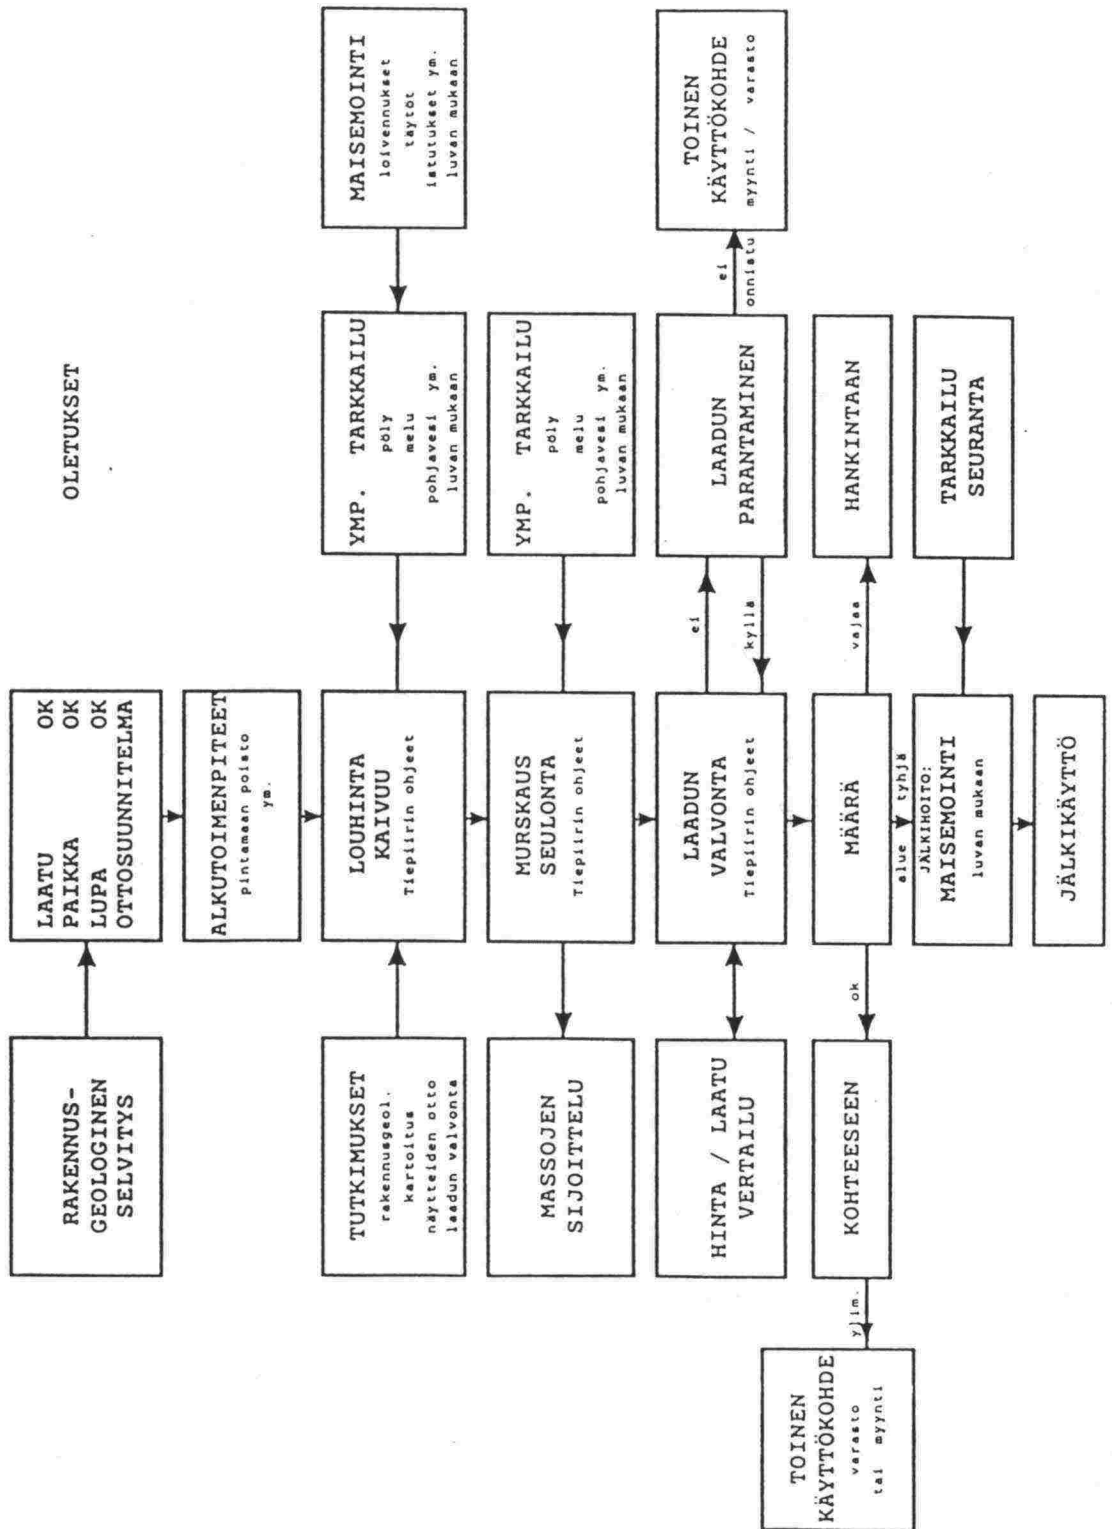 OLETUKSET
RAKENNUS-
GEOLOGINEN
SELVITYS
LAATU OK
PAIKKA OK
LUPA OK
OTTOSUUNNITELMA
ALKUTOIMENPITEET
pintamaan poisto
ym.
TUTKIMUKSET
rakennusgeol.
kartoitus
näytteiden otto
laadun valvonta
LOUHINTA
KAIVUU
Tiepiirin ohjeet
YMP. TARKKAILU
pöly
melu
pohjavesi ym.
luvan mukaan
MAISEMOINTI
loivennukset
täytöt
istutukset ym.
luvan mukaan
MASSOJEN
SIJOITTELU
MURSKAUS
SEULONTA
Tiepiirin ohjeet
YMP. TARKKAILU
pöly
melu
pohjavesi ym.
luvan mukaan
HINTA / LAATU
VERTAILU
LAADUN
VALVONTA
Tiepiirin ohjeet
ei
kyllä
LAADUN
PARANTAMINEN
ei
onnistu
TOINEN
KÄYTTÖKOHDE
myynti / varasto
TOINEN
KÄYTTÖKOHDE
varasto
tai myynti
ylim.
KOHTEESEEN
ok
MÄÄRÄ
vajaa
HANKINTAAN
alue tyhjä
JÄLKIHOITO:
MAISEMOINTI
luvan mukaan
TARKKAILU
SEURANTA
JÄLKIKÄYTTÖ